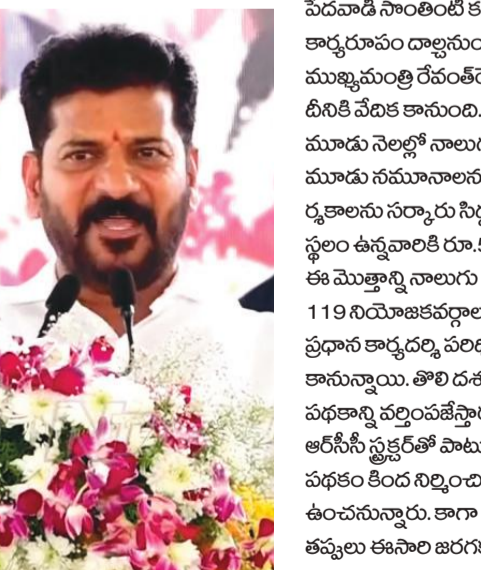 పేదవాడి సొంతింటి క
కార్యరూపం దాల్చనుం
ముఖ్యమంత్రి రేవంత్‌రె
దీనికి వేదిక కానుంది.
మూడు నెలల్లో నాలు
మూడు నమూనాలను
ర్శకాలను సర్కారు సిద్ధ
స్థలం ఉన్నవారికి రూ.5
ఈ మొత్తాన్ని నాలుగు
119 నియోజకవర్గాల
ప్రధాన కార్యదర్శి పరిధి
కానున్నాయి. తొలి దశ
పథకాన్ని వర్తింపజేస్తా
ఆర్‌సీసీ స్ట్రక్చర్‌తో పాటు
పథకం కింద నిర్మించి
ఉంచనున్నారు. కాగా
తప్పులు ఈసారి జరగ